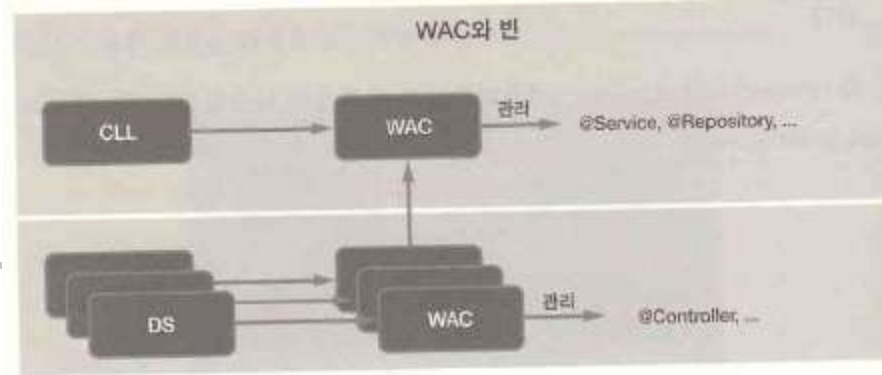 WAC와 빈
CLL
WAC
관리
@Service, @Repository, ...
DS
WAC
관리
@Controller, ...